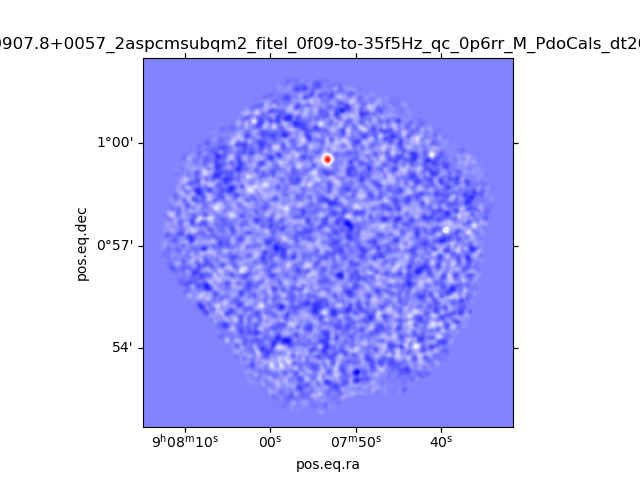 0907.8+0057_2aspcmsubqm2_fitel_0f09-to-35f5Hz_qc_0p6rr_M_PdoCals_dt20
1°00'
0°57'
54'
pos.eq.dec
9ʰ08ᵐ10ˢ 00ˢ 07ᵐ50ˢ 40ˢ
pos.eq.ra